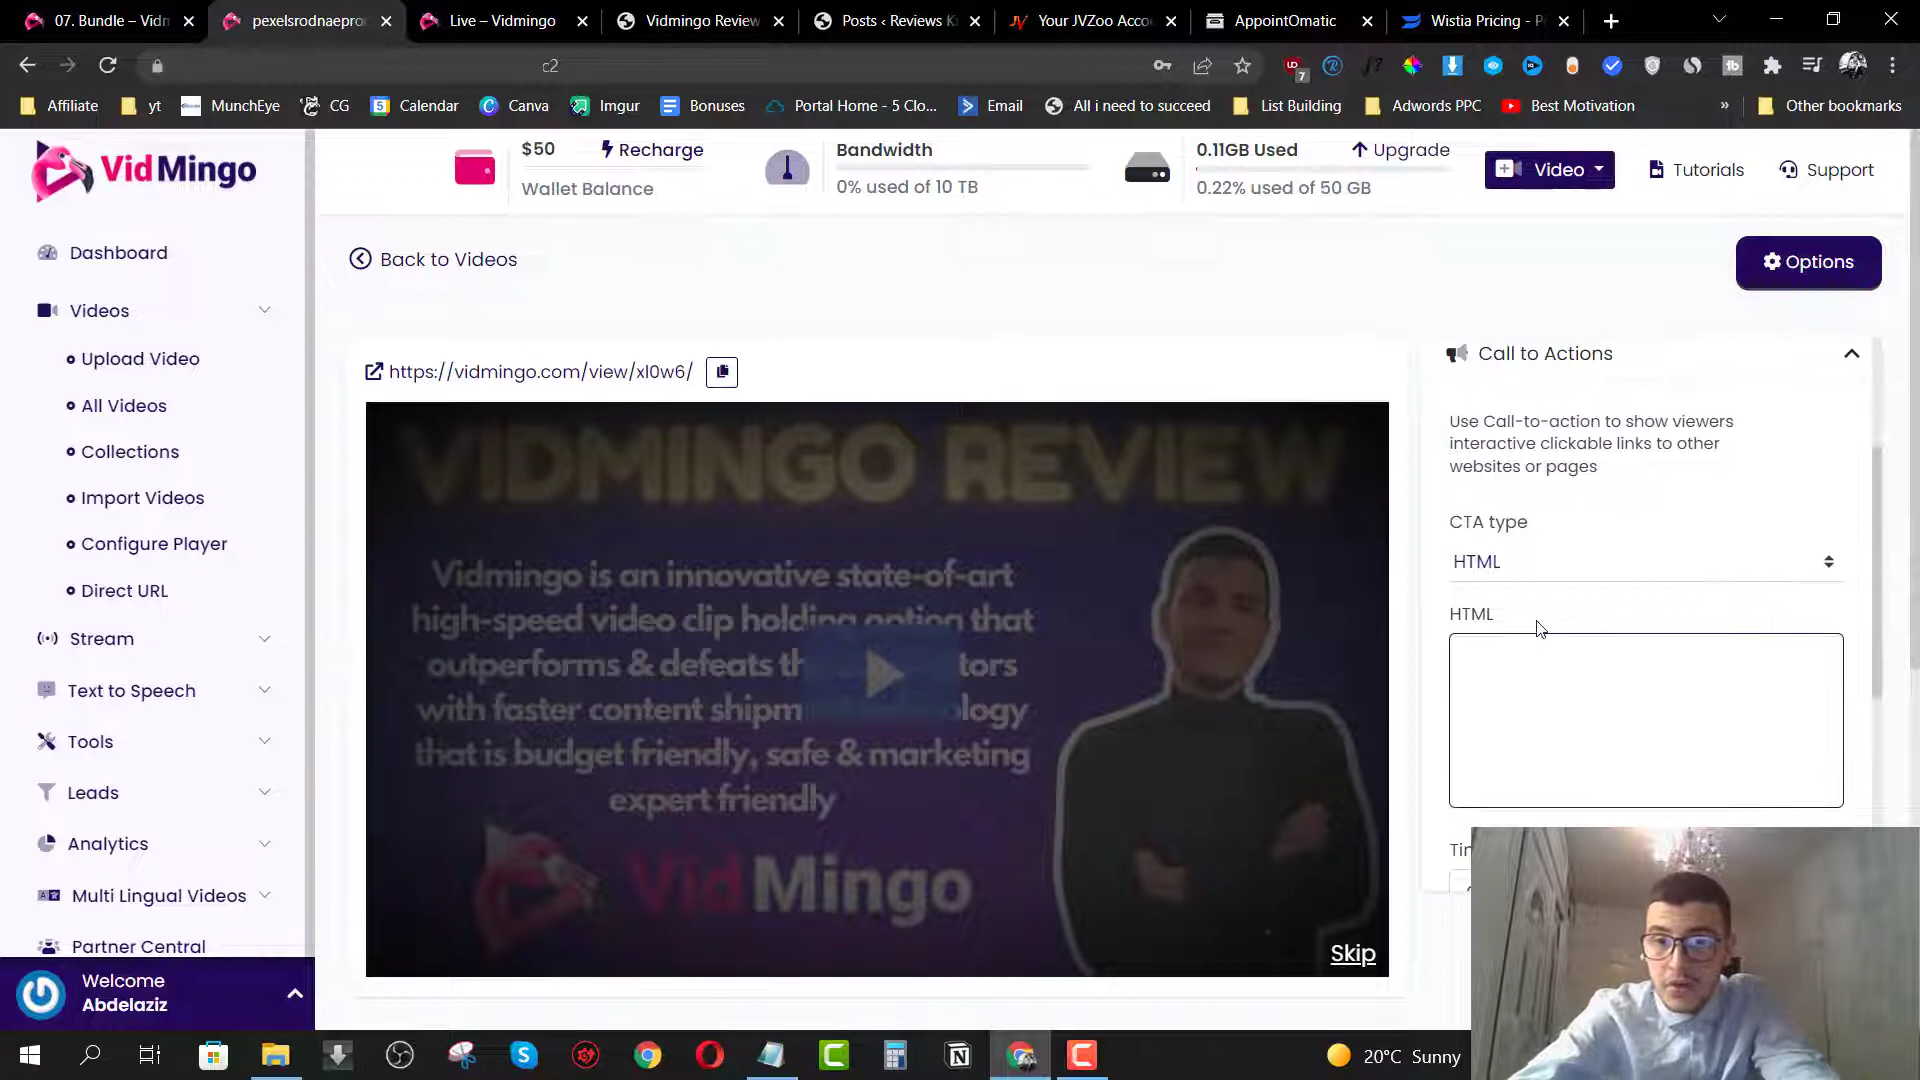 07. Bundle – Vidm
pexelsrodnaeprod
Live – Vidmingo
Vidmingo Review
Posts ‹ Reviews K
Your JVZoo Acco
AppointOmatic
Wistia Pricing - P
c2
7
Affiliate
yt
MunchEye
CG
Calendar
Canva
Imgur
Bonuses
Portal Home - 5 Clo...
Email
All i need to succeed
List Building
Adwords PPC
Best Motivation
»
Other bookmarks
VidMingo
$50
Recharge
Wallet Balance
Bandwidth
0% used of 10 TB
0.11GB Used
Upgrade
0.22% used of 50 GB
Video
Tutorials
Support
Dashboard
Videos
Upload Video
All Videos
Collections
Import Videos
Configure Player
Direct URL
Stream
Text to Speech
Tools
Leads
Analytics
Multi Lingual Videos
Partner Central
Welcome
Abdelaziz
Back to Videos
Options
https://vidmingo.com/view/xl0w6/
VIDMINGO REVIEW
Vidmingo is an innovative state-of-art
high-speed video clip holding option that
outperforms & defeats th tors
with faster content shipm logy
that is budget friendly, safe & marketing
expert friendly
VidMingo
Skip
Call to Actions
Use Call-to-action to show viewers
interactive clickable links to other
websites or pages
CTA type
HTML
HTML
Tim
20°C Sunny